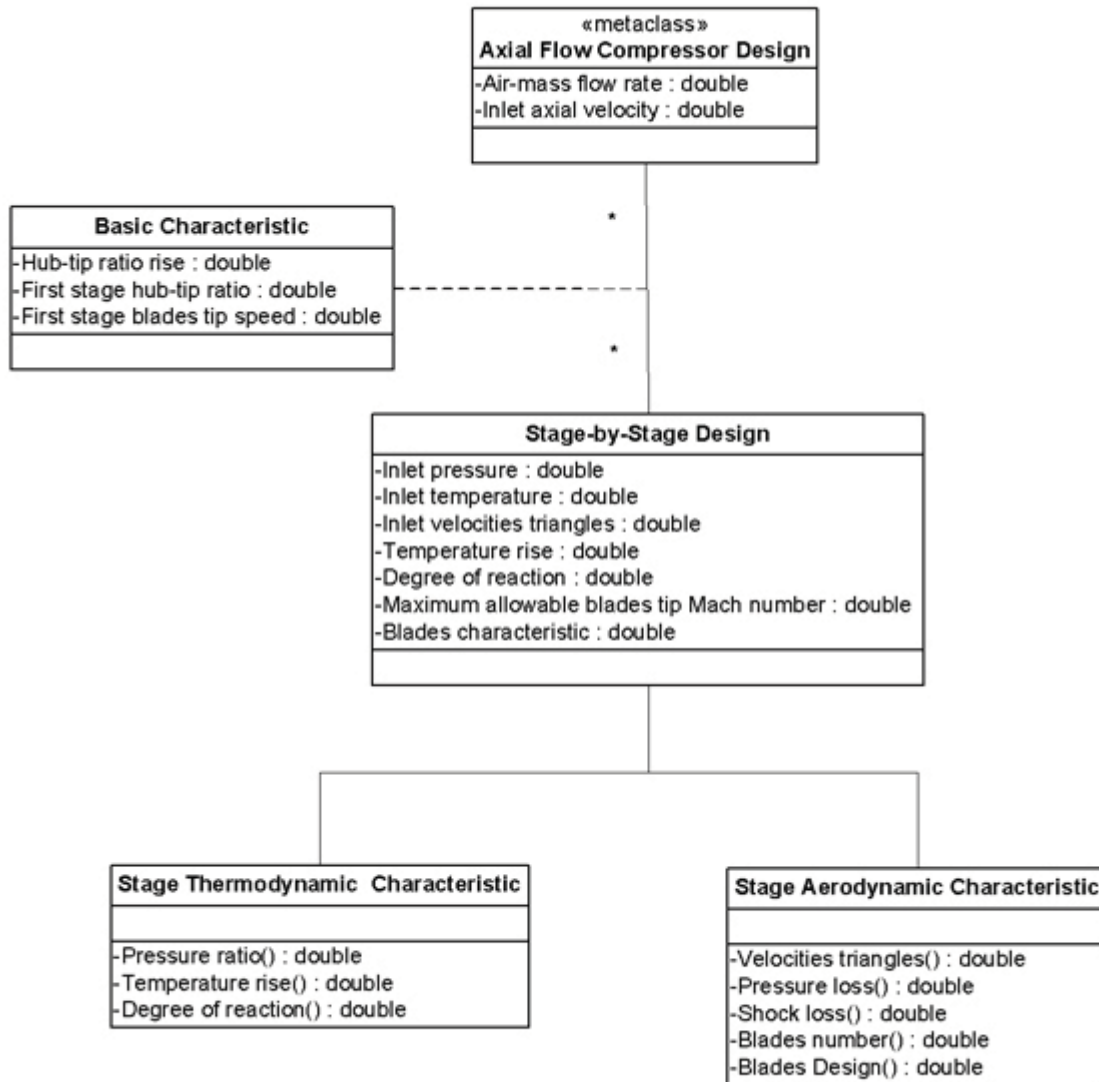 «metaclass»
Axial Flow Compressor Design
-Air-mass flow rate : double
-Inlet axial velocity : double
*
Basic Characteristic
-Hub-tip ratio rise : double
-First stage hub-tip ratio : double
-First stage blades tip speed : double
*
Stage-by-Stage Design
-Inlet pressure : double
-Inlet temperature : double
-Inlet velocities triangles : double
-Temperature rise : double
-Degree of reaction : double
-Maximum allowable blades tip Mach number : double
-Blades characteristic : double
Stage Thermodynamic Characteristic
-Pressure ratio() : double
-Temperature rise() : double
-Degree of reaction() : double
Stage Aerodynamic Characteristic
-Velocities triangles() : double
-Pressure loss() : double
-Shock loss() : double
-Blades number() : double
-Blades Design() : double